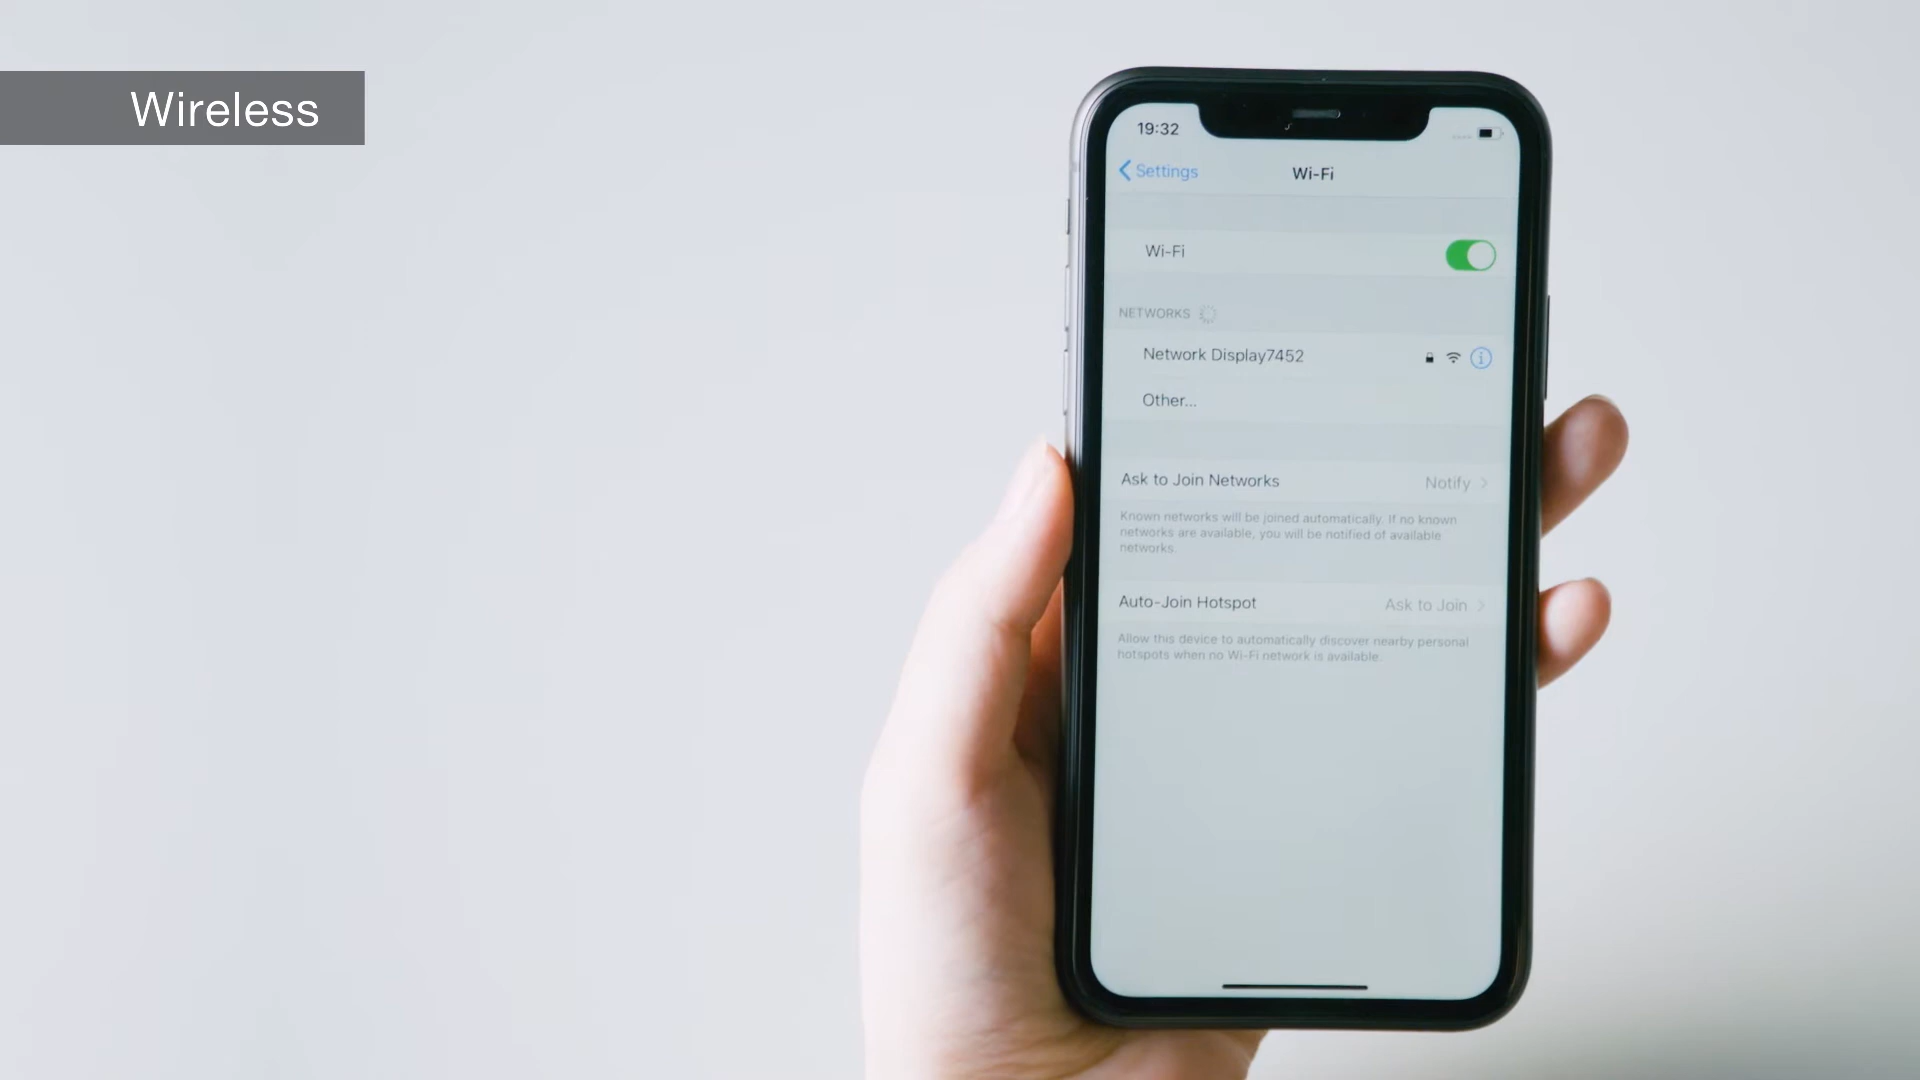 Wireless
19:32
Settings
Wi-Fi
Wi-Fi
NETWORKS
Network Display7452
Other...
Ask to Join Networks Notify
Known networks will be joined automatically. If no known
networks are available, you will be notified of available
networks.
Auto-Join Hotspot Ask to Join
Allow this device to automatically discover nearby personal
hotspots when no Wi-Fi network is available.